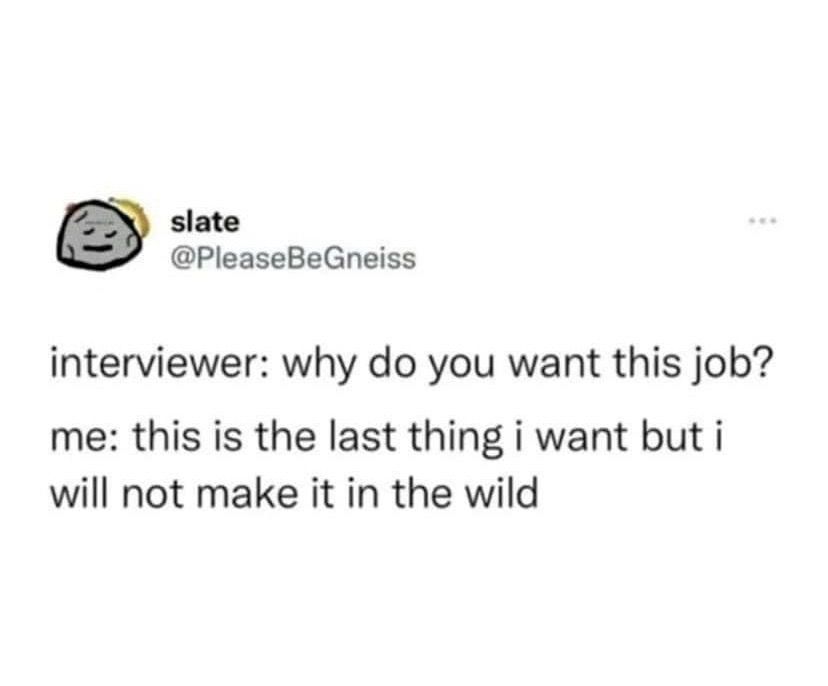 slate
@PleaseBeGneiss
interviewer: why do you want this job?
me: this is the last thing i want but i
will not make it in the wild